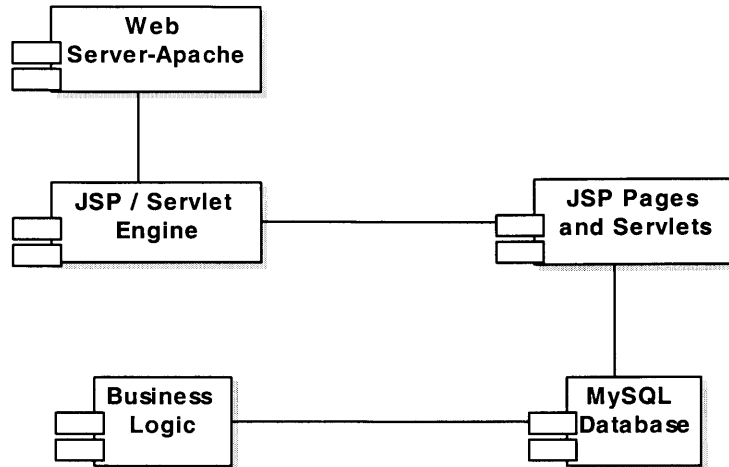 Web
Server-Apache
JSP / Servlet
Engine
JSP Pages
and Servlets
Business
Logic
MySQL
Database